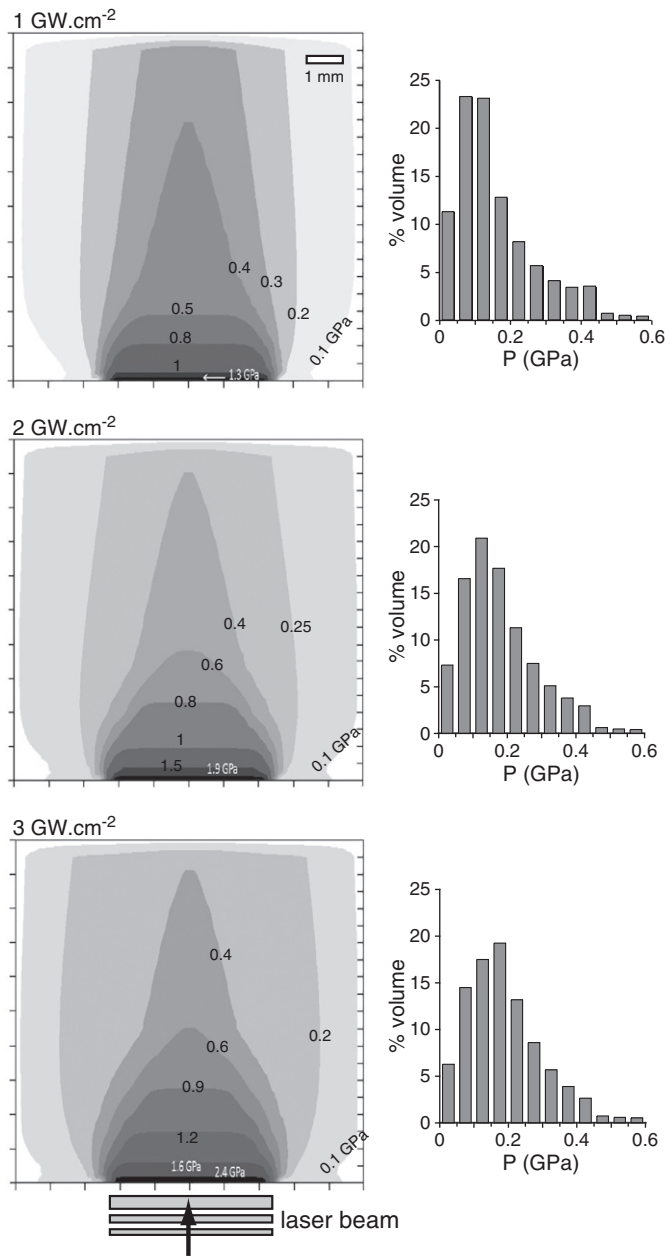 1 GW.cm-2
1 mm
0.4
0.3
0.5
0.2
0.8
0.1 GPa
1
1.3 GPa
25
20
15
10
5
0
% volume
0 0.2 0.4 0.6
P (GPa)
2 GW.cm-2
0.4
0.25
0.6
0.8
1
0.1 GPa
1.5
1.9 GPa
25
20
15
10
5
0
% volume
0 0.2 0.4 0.6
P (GPa)
3 GW.cm-2
0.4
0.2
0.6
0.9
1.2
0.1 GPa
1.6 GPa
2.4 GPa
25
20
15
10
5
0
% volume
0 0.2 0.4 0.6
P (GPa)
laser beam